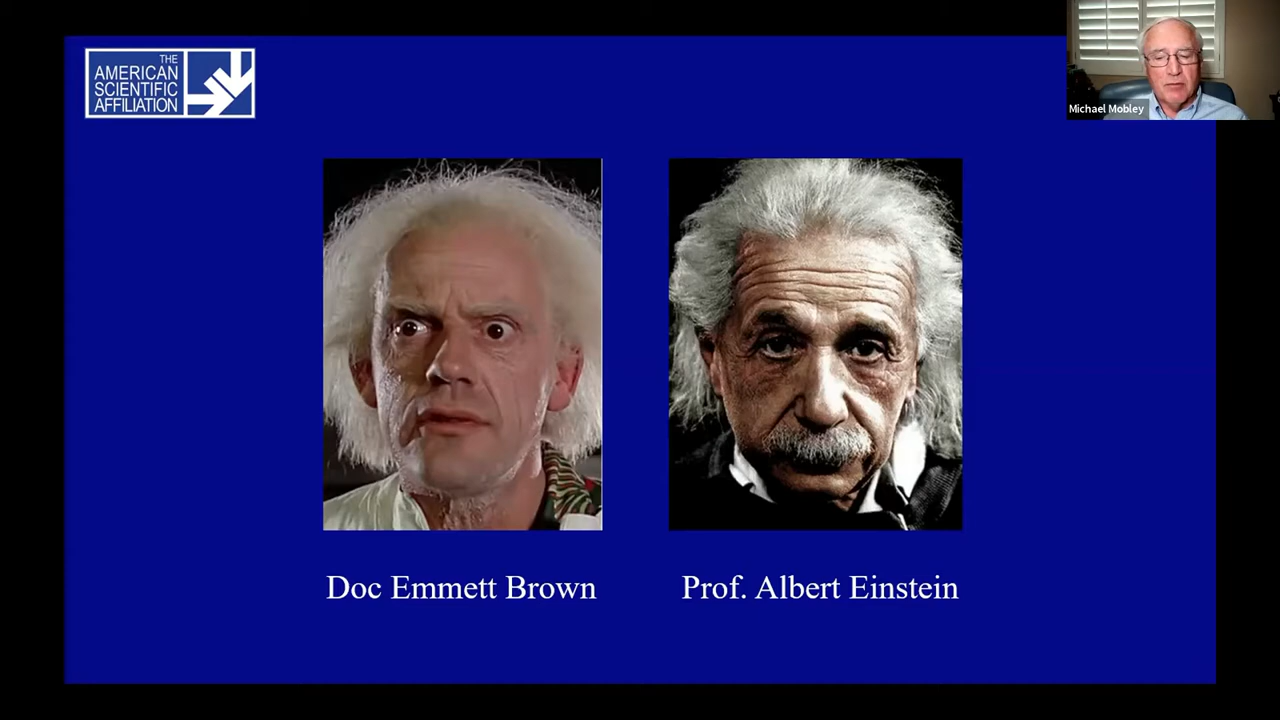 THE
AMERICAN
SCIENTIFIC
AFFILIATION
Michael Mobley
Doc Emmett Brown
Prof. Albert Einstein